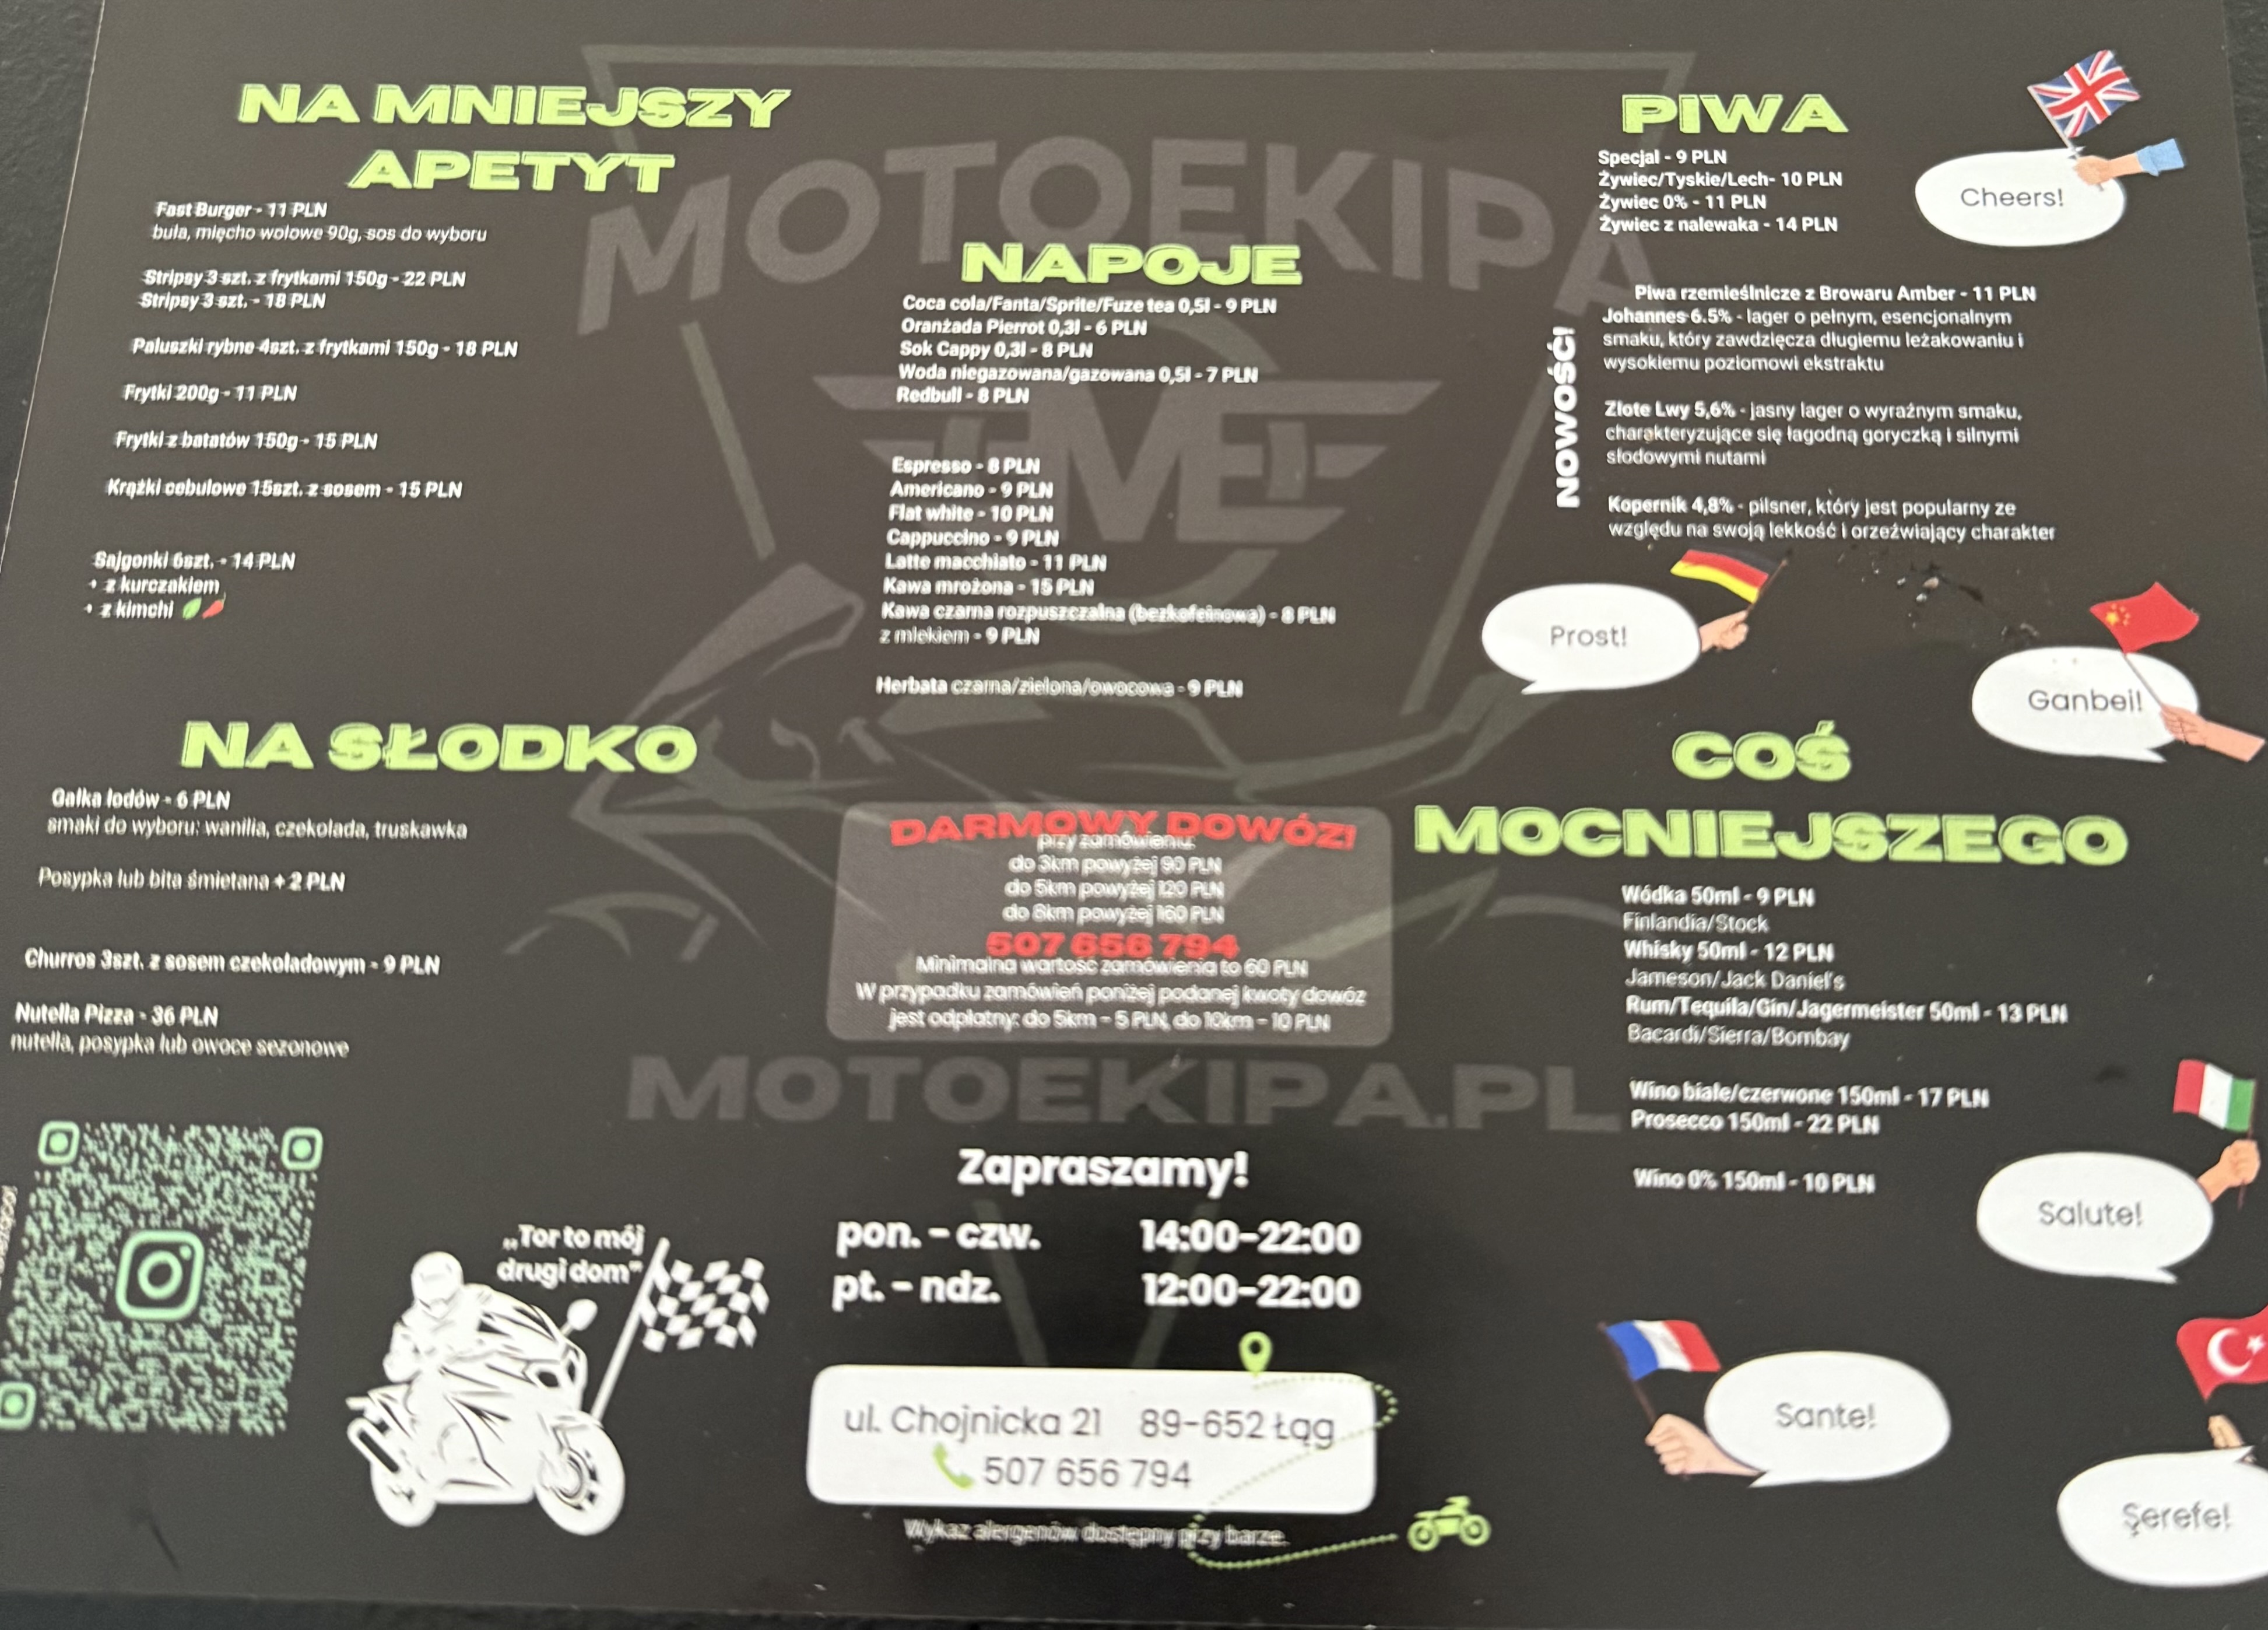 MOTOEKIPA
NA MNIEJSZY
APETYT
Fast Burger - 11 PLN
buła, mięcho wołowe 90g, sos do wyboru
Stripsy 3 szt. z frytkami 150g - 22 PLN
Stripsy 3 szt. - 18 PLN
Paluszki rybne 4szt. z frytkami 150g - 18 PLN
Frytki 200g - 11 PLN
Frytki z batatów 150g - 15 PLN
Krążki cebulowe 15szt. z sosem - 15 PLN
Sajgonki 6szt. - 14 PLN
• z kurczakiem
• z kimchi
NA SŁODKO
Gałka lodów - 6 PLN
smaki do wyboru: wanilia, czekolada, truskawka
Posypka lub bita śmietana + 2 PLN
Churros 3szt. z sosem czekoladowym - 9 PLN
Nutella Pizza - 36 PLN
nutella, posypka lub owoce sezonowe
„Tor to mój
drugi dom"
NAPOJE
Coca cola/Fanta/Sprite/Fuze tea 0,5l - 9 PLN
Oranżada Pierrot 0,3l - 6 PLN
Sok Cappy 0,3l - 8 PLN
Woda niegazowana/gazowana 0,5l - 7 PLN
Redbull - 8 PLN
Espresso - 8 PLN
Americano - 9 PLN
Flat white - 10 PLN
Cappuccino - 9 PLN
Latte macchiato - 11 PLN
Kawa mrożona - 15 PLN
Kawa czarna rozpuszczalna (bezkofeinowa) - 8 PLN
z mlekiem - 9 PLN
Herbata czarna/zielona/owocowa - 9 PLN
DARMOWY DOWÓZ!
przy zamówieniu:
do 3km powyżej 90 PLN
do 5km powyżej 120 PLN
do 8km powyżej 160 PLN
507 656 794
Minimalna wartość zamówienia to 60 PLN
W przypadku zamówień poniżej podanej kwoty dowóz
jest odpłatny: do 5km - 5 PLN, do 10km - 10 PLN
MOTOEKIPA.PL
Zapraszamy!
pon. - czw. 14:00-22:00
pt. - ndz. 12:00-22:00
ul. Chojnicka 21 89-652 Łąg
507 656 794
Wykaz alergenów dostępny przy barze.
PIWA
Specjal - 9 PLN
Żywiec/Tyskie/Lech- 10 PLN
Żywiec 0% - 11 PLN
Żywiec z nalewaka - 14 PLN
Cheers!
NOWOŚĆ!
Piwa rzemieślnicze z Browaru Amber - 11 PLN
Johannes 6.5% - lager o pełnym, esencjonalnym
smaku, który zawdzięcza długiemu leżakowaniu i
wysokiemu poziomowi ekstraktu
Złote Lwy 5,6% - jasny lager o wyraźnym smaku,
charakteryzujące się łagodną goryczką i silnymi
słodowymi nutami
Kopernik 4,8% - pilsner, który jest popularny ze
względu na swoją lekkość i orzeźwiający charakter
Prost!
Ganbei!
COŚ
MOCNIEJSZEGO
Wódka 50ml - 9 PLN
Finlandia/Stock
Whisky 50ml - 12 PLN
Jameson/Jack Daniel's
Rum/Tequila/Gin/Jagermeister 50ml - 13 PLN
Bacardi/Sierra/Bombay
Wino białe/czerwone 150ml - 17 PLN
Prosecco 150ml - 22 PLN
Wino 0% 150ml - 10 PLN
Salute!
Sante!
Şerefe!